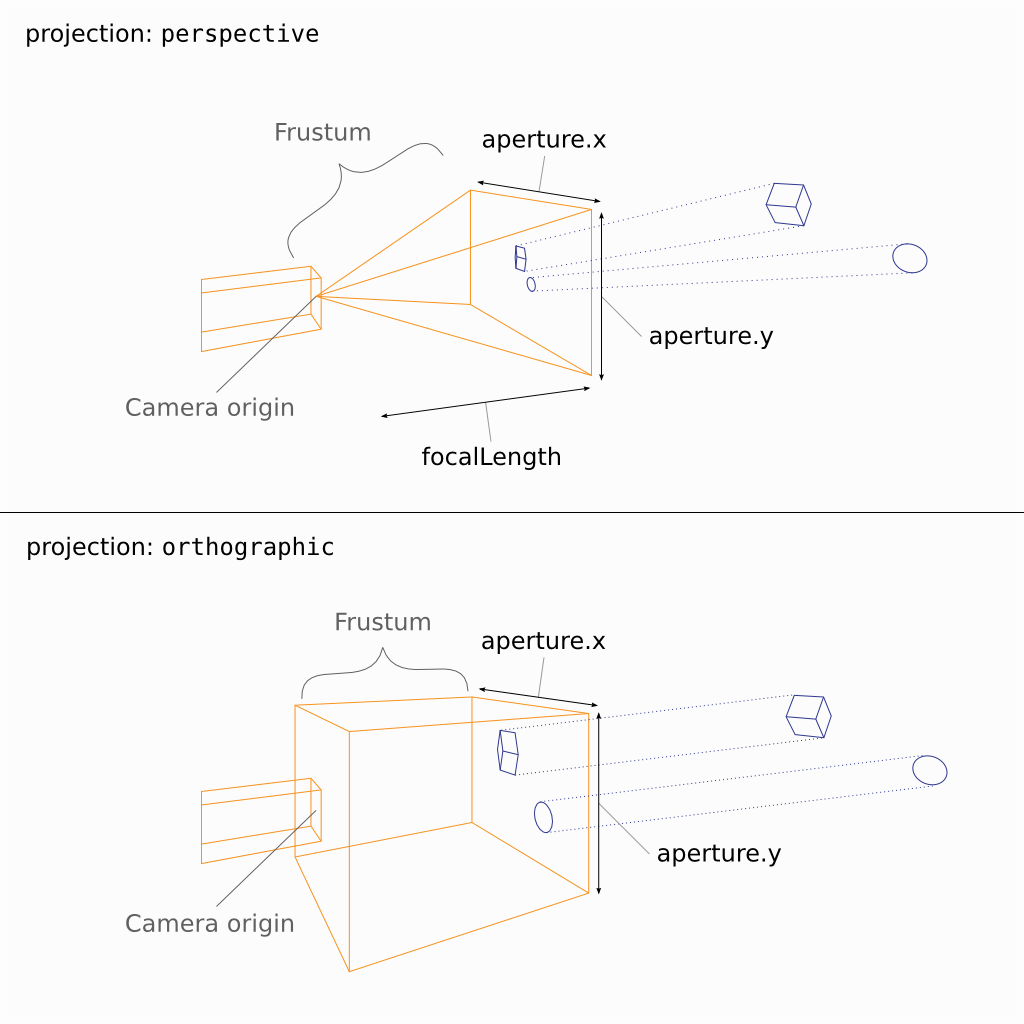 projection: perspective
Frustum
aperture.x
aperture.y
Camera origin
focalLength
projection: orthographic
Frustum
aperture.x
aperture.y
Camera origin